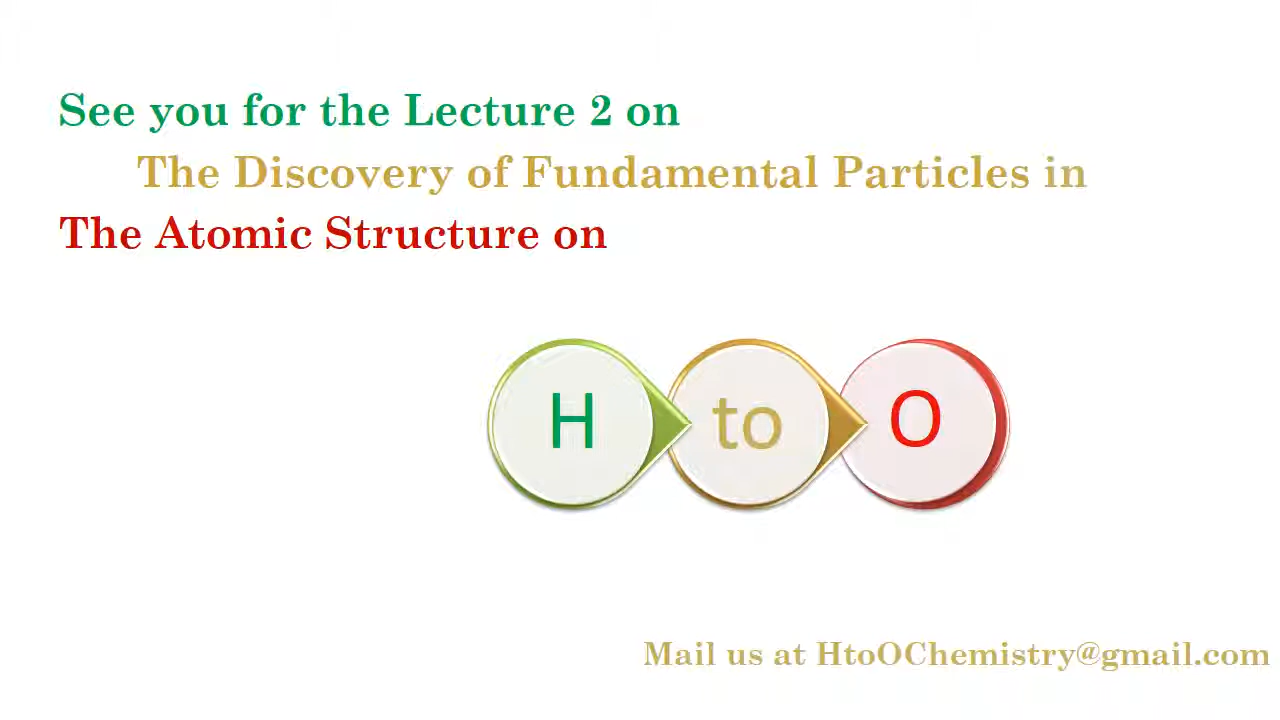 See you for the Lecture 2 on
The Discovery of Fundamental Particles in
The Atomic Structure on
H to O
Mail us at HtoOChemistry@gmail.com